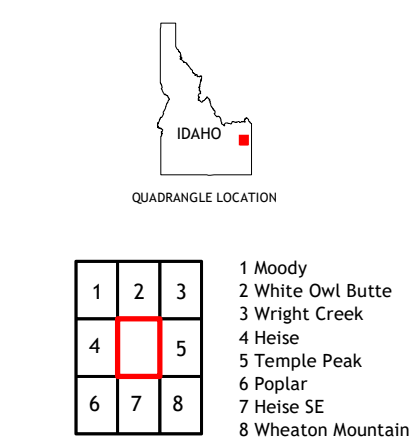 IDAHO
QUADRANGLE LOCATION
1 2 3
4 5
6 7 8
1 Moody
2 White Owl Butte
3 Wright Creek
4 Heise
5 Temple Peak
6 Poplar
7 Heise SE
8 Wheaton Mountain